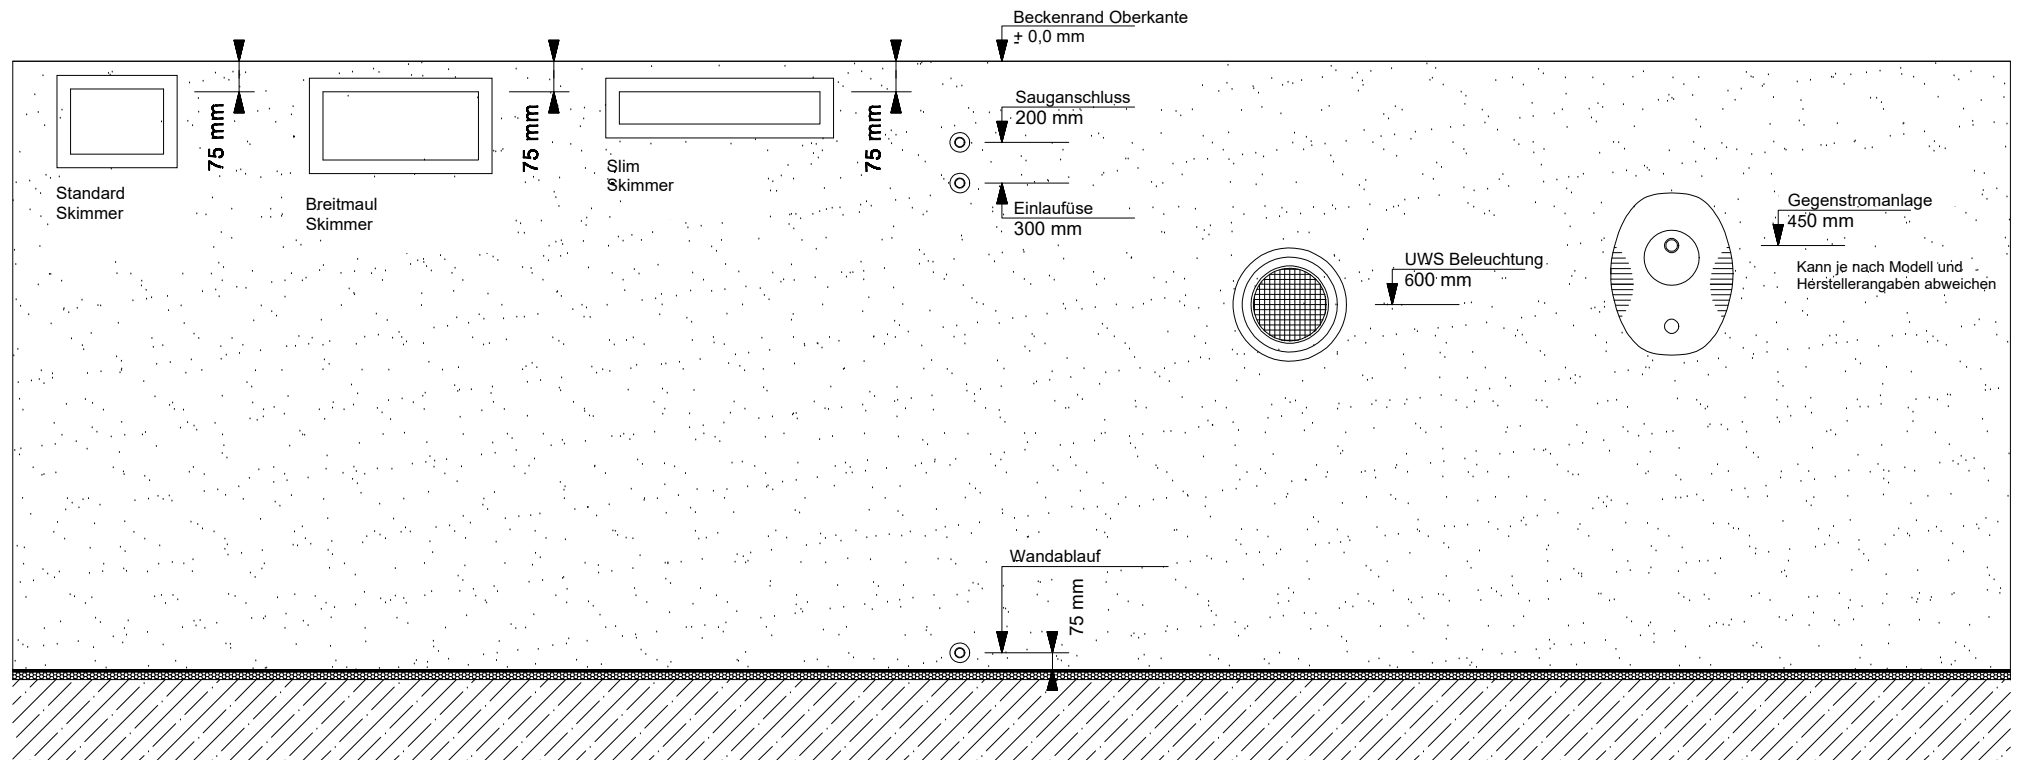 Beckenrand Oberkante
± 0,0 mm
Sauganschluss
200 mm
75 mm
75 mm
75 mm
Slim
Skimmer
Standard
Skimmer
Breitmaul
Skimmer
Einlaufüse
300 mm
Gegenstromanlage
450 mm
Kann je nach Modell und
Herstellerangaben abweichen
UWS Beleuchtung
600 mm
Wandablauf
75 mm